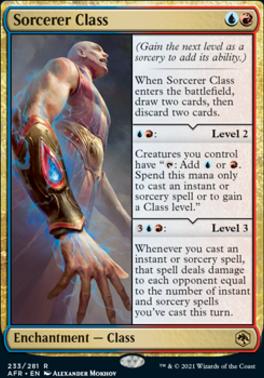 Sorcerer Class
(Gain the next level as a
sorcery to add its ability.)
When Sorcerer Class
enters the battlefield,
draw two cards, then
discard two cards.
: Level 2
Creatures you control
have “: Add or .
Spend this mana only
to cast an instant or
sorcery spell or to gain
a Class level.”
3 : Level 3
Whenever you cast an
instant or sorcery spell,
that spell deals damage
to each opponent equal
to the number of instant
and sorcery spells
you’ve cast this turn.
Enchantment — Class
233/281 R
AFR • EN ALEXANDER MOKHOV
™ & © 2021 Wizards of the Coast